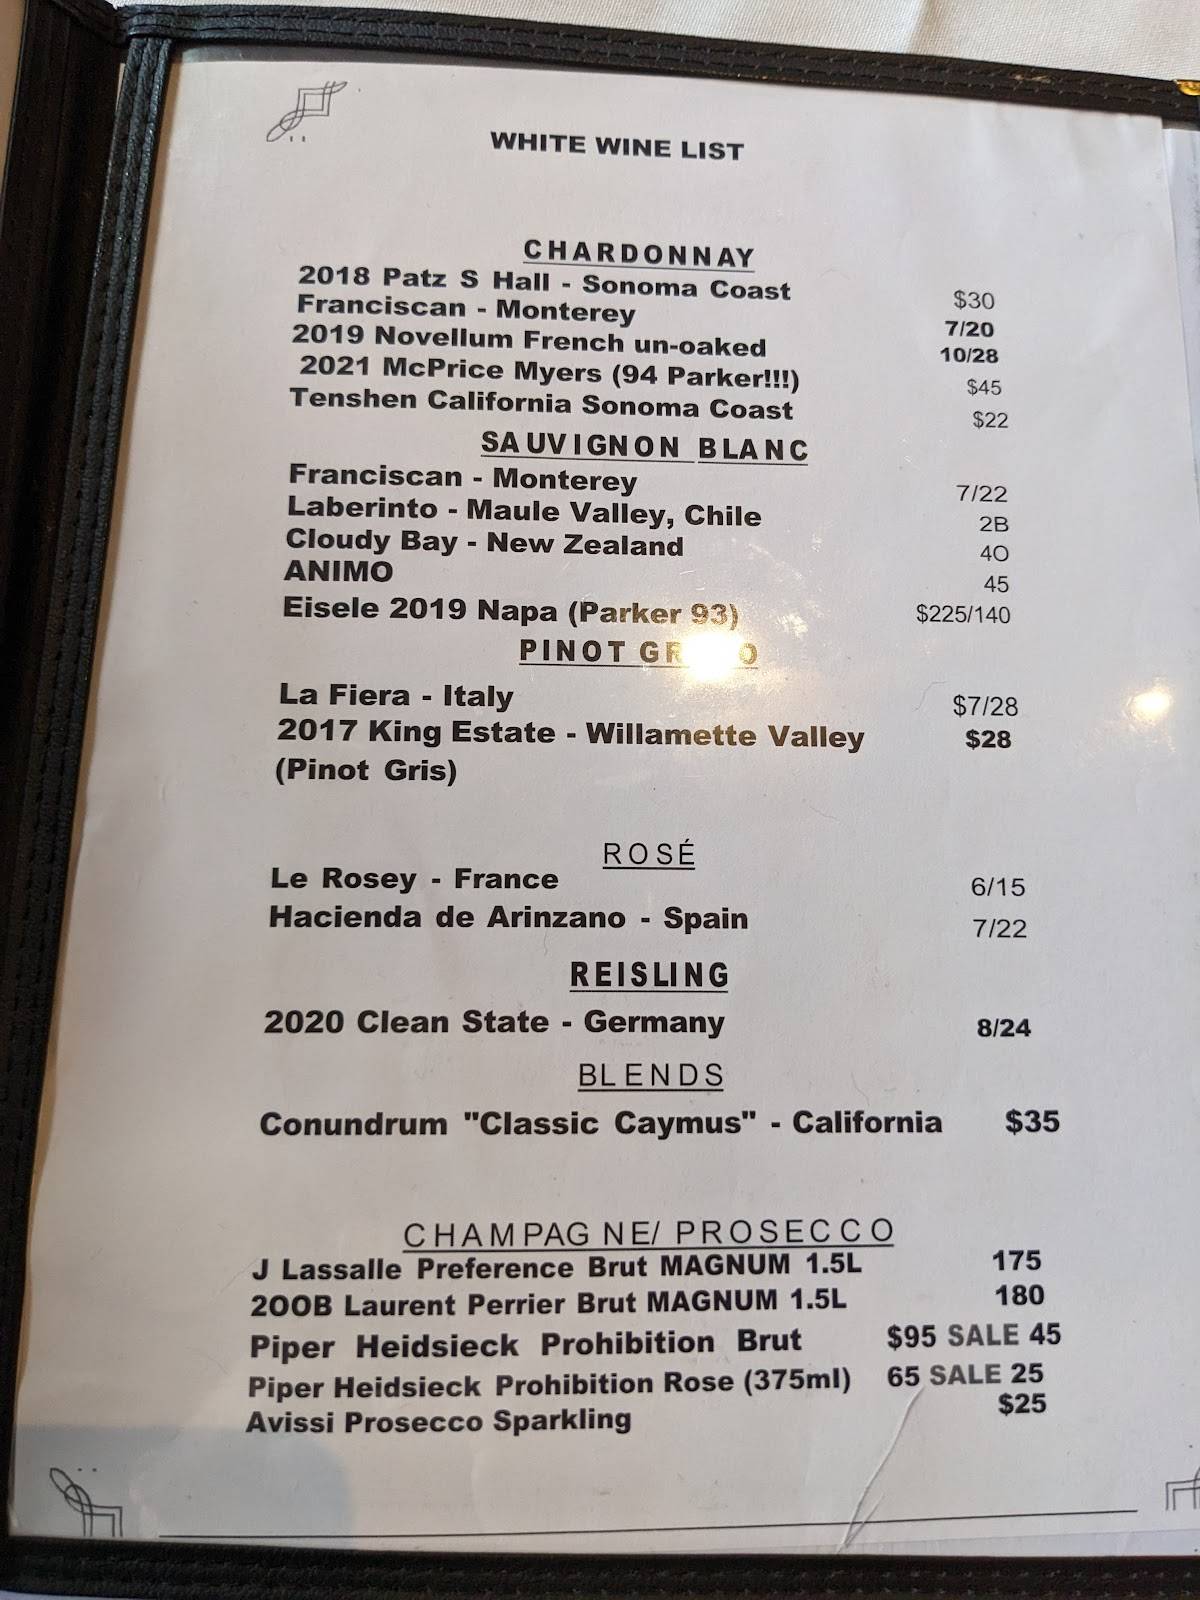 WHITE WINE LIST
CHARDONNAY
2018 Patz S Hall - Sonoma Coast $30
Franciscan - Monterey 7/20
2019 Novellum French un-oaked 10/28
2021 McPrice Myers (94 Parker!!!) $45
Tenshen California Sonoma Coast $22
SAUVIGNON BLANC
Franciscan - Monterey 7/22
Laberinto - Maule Valley, Chile 2B
Cloudy Bay - New Zealand 4O
ANIMO 45
Eisele 2019 Napa (Parker 93) $225/140
PINOT
La Fiera - Italy $7/28
2017 King Estate - Willamette Valley $28
(Pinot Gris)
ROSÉ
Le Rosey - France 6/15
Hacienda de Arinzano - Spain 7/22
REISLING
2020 Clean State - Germany 8/24
BLENDS
Conundrum "Classic Caymus" - California $35
CHAMPAGNE/ PROSECCO
J Lassalle Preference Brut MAGNUM 1.5L 175
2OOB Laurent Perrier Brut MAGNUM 1.5L 180
Piper Heidsieck Prohibition Brut $95 SALE 45
Piper Heidsieck Prohibition Rose (375ml) 65 SALE 25
Avissi Prosecco Sparkling $25